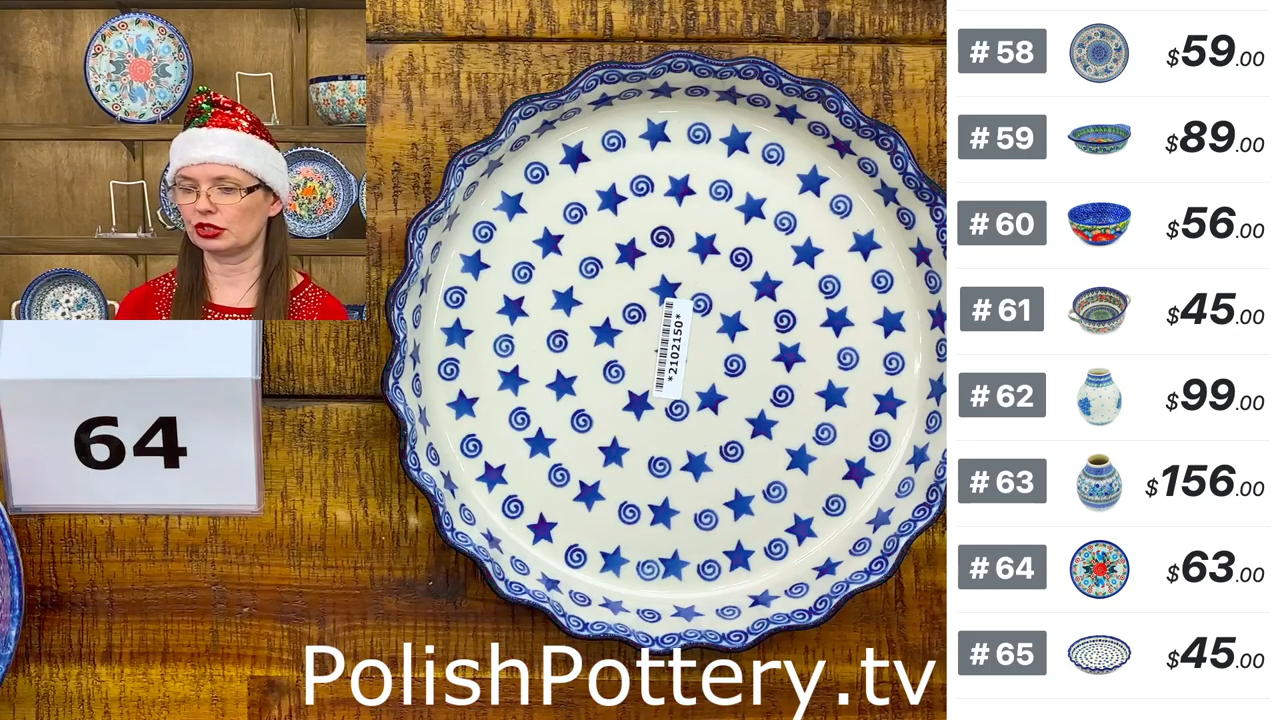 64
*2102150*
PolishPottery.tv
# 58 $59.00
# 59 $89.00
# 60 $56.00
# 61 $45.00
# 62 $99.00
# 63 $156.00
# 64 $63.00
# 65 $45.00